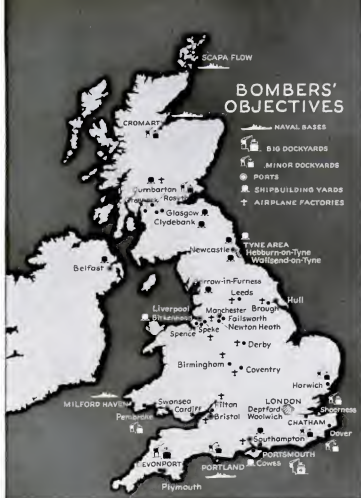 SCAPA FLOW
BOMBERS'
OBJECTIVES
NAVAL BASES
BIG DOCKYARDS
MINOR DOCKYARDS
PORTS
SHIPBUILDING YARDS
AIRPLANE FACTORIES
CROMARTY
Dumbarton
Rosyth
Greenock
Glasgow
Clydebank
TYNE AREA
Hebburn-on-Tyne
Wallsend-on-Tyne
Newcastle
Belfast
Barrow-in-Furness
Leeds
Hull
Liverpool
Manchester
Brough
Birkenhead
Failsworth
Speke
Newton Heath
Spence
Derby
Birmingham
Coventry
Harwich
MILFORD HAVEN
Swansea
LONDON
Pembroke
Cardiff
Filton
Deptford
Sheerness
Bristol
Woolwich
CHATHAM
Southampton
Dover
DEVONPORT
PORTSMOUTH
PORTLAND
Cowes
Plymouth